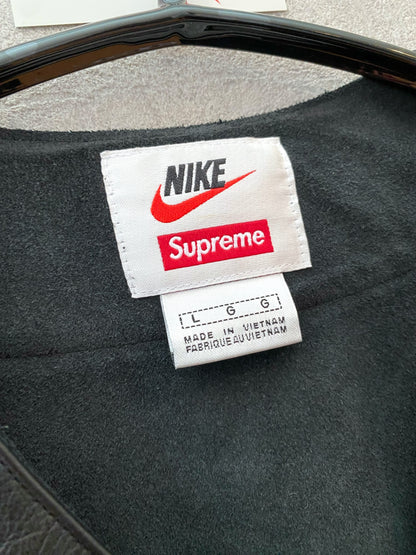 NIKE
Supreme
L G G
MADE IN VIETNAM
FABRIQUE AU VIETNAM